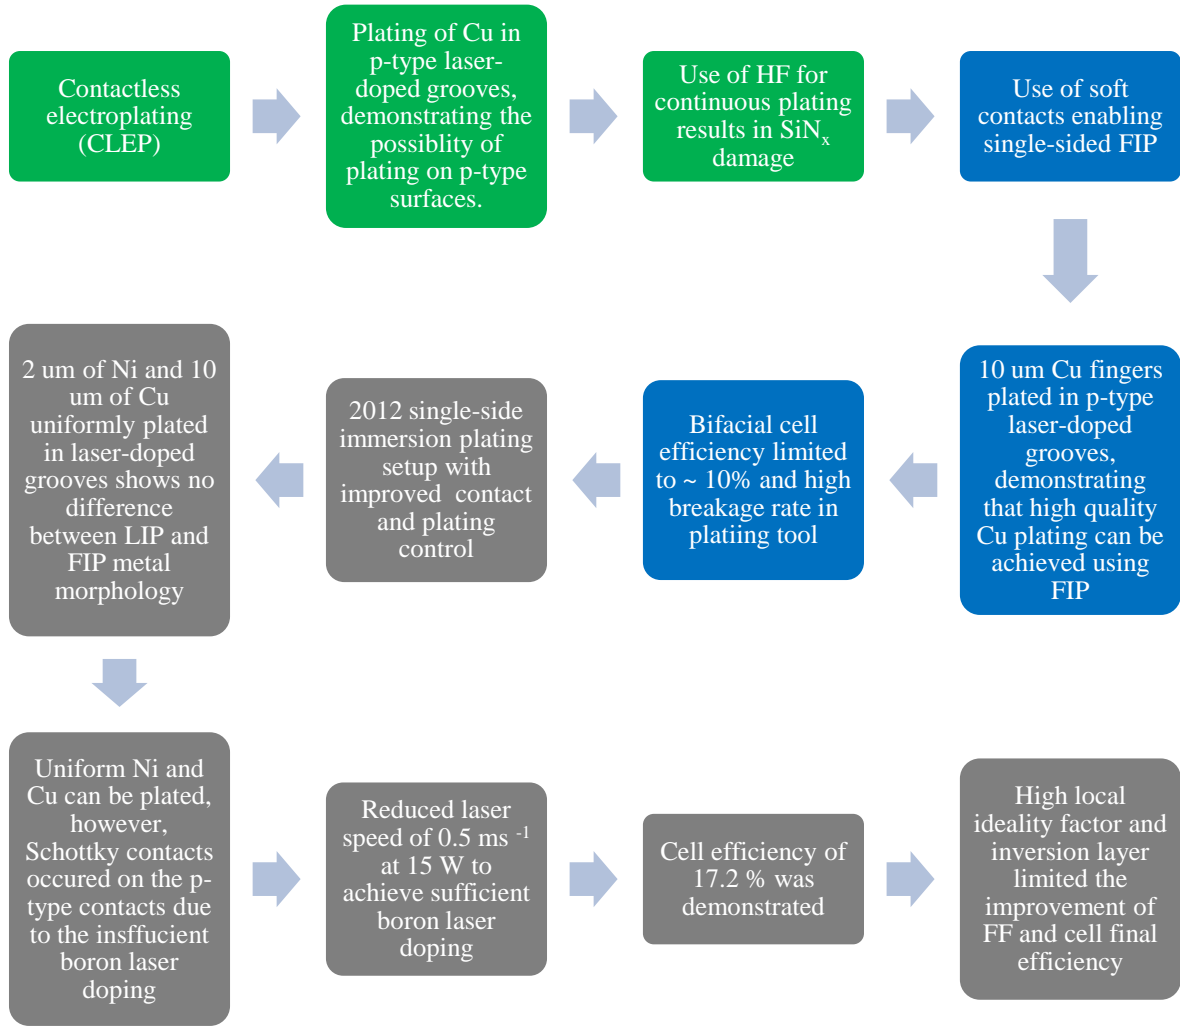 Contactless
electroplating
(CLEP)
Plating of Cu in
p-type laser-
doped grooves,
demonstrating the
possiblity of
plating on p-type
surfaces.
Use of HF for
continuous plating
results in SiNx
damage
Use of soft
contacts enabling
single-sided FIP
10 um Cu fingers
plated in p-type
laser-doped
grooves,
demonstrating
that high quality
Cu plating can be
achieved using
FIP
Bifacial cell
efficiency limited
to ~ 10% and high
breakage rate in
platiing tool
2012 single-side
immersion plating
setup with
improved contact
and plating
control
2 um of Ni and 10
um of Cu
uniformly plated
in laser-doped
grooves shows no
difference
between LIP and
FIP metal
morphology
Uniform Ni and
Cu can be plated,
however,
Schottky contacts
occured on the p-
type contacts due
to the insffucient
boron laser
doping
Reduced laser
speed of 0.5 ms -1
at 15 W to
achieve sufficient
boron laser
doping
Cell efficiency of
17.2 % was
demonstrated
High local
ideality factor and
inversion layer
limited the
improvement of
FF and cell final
efficiency